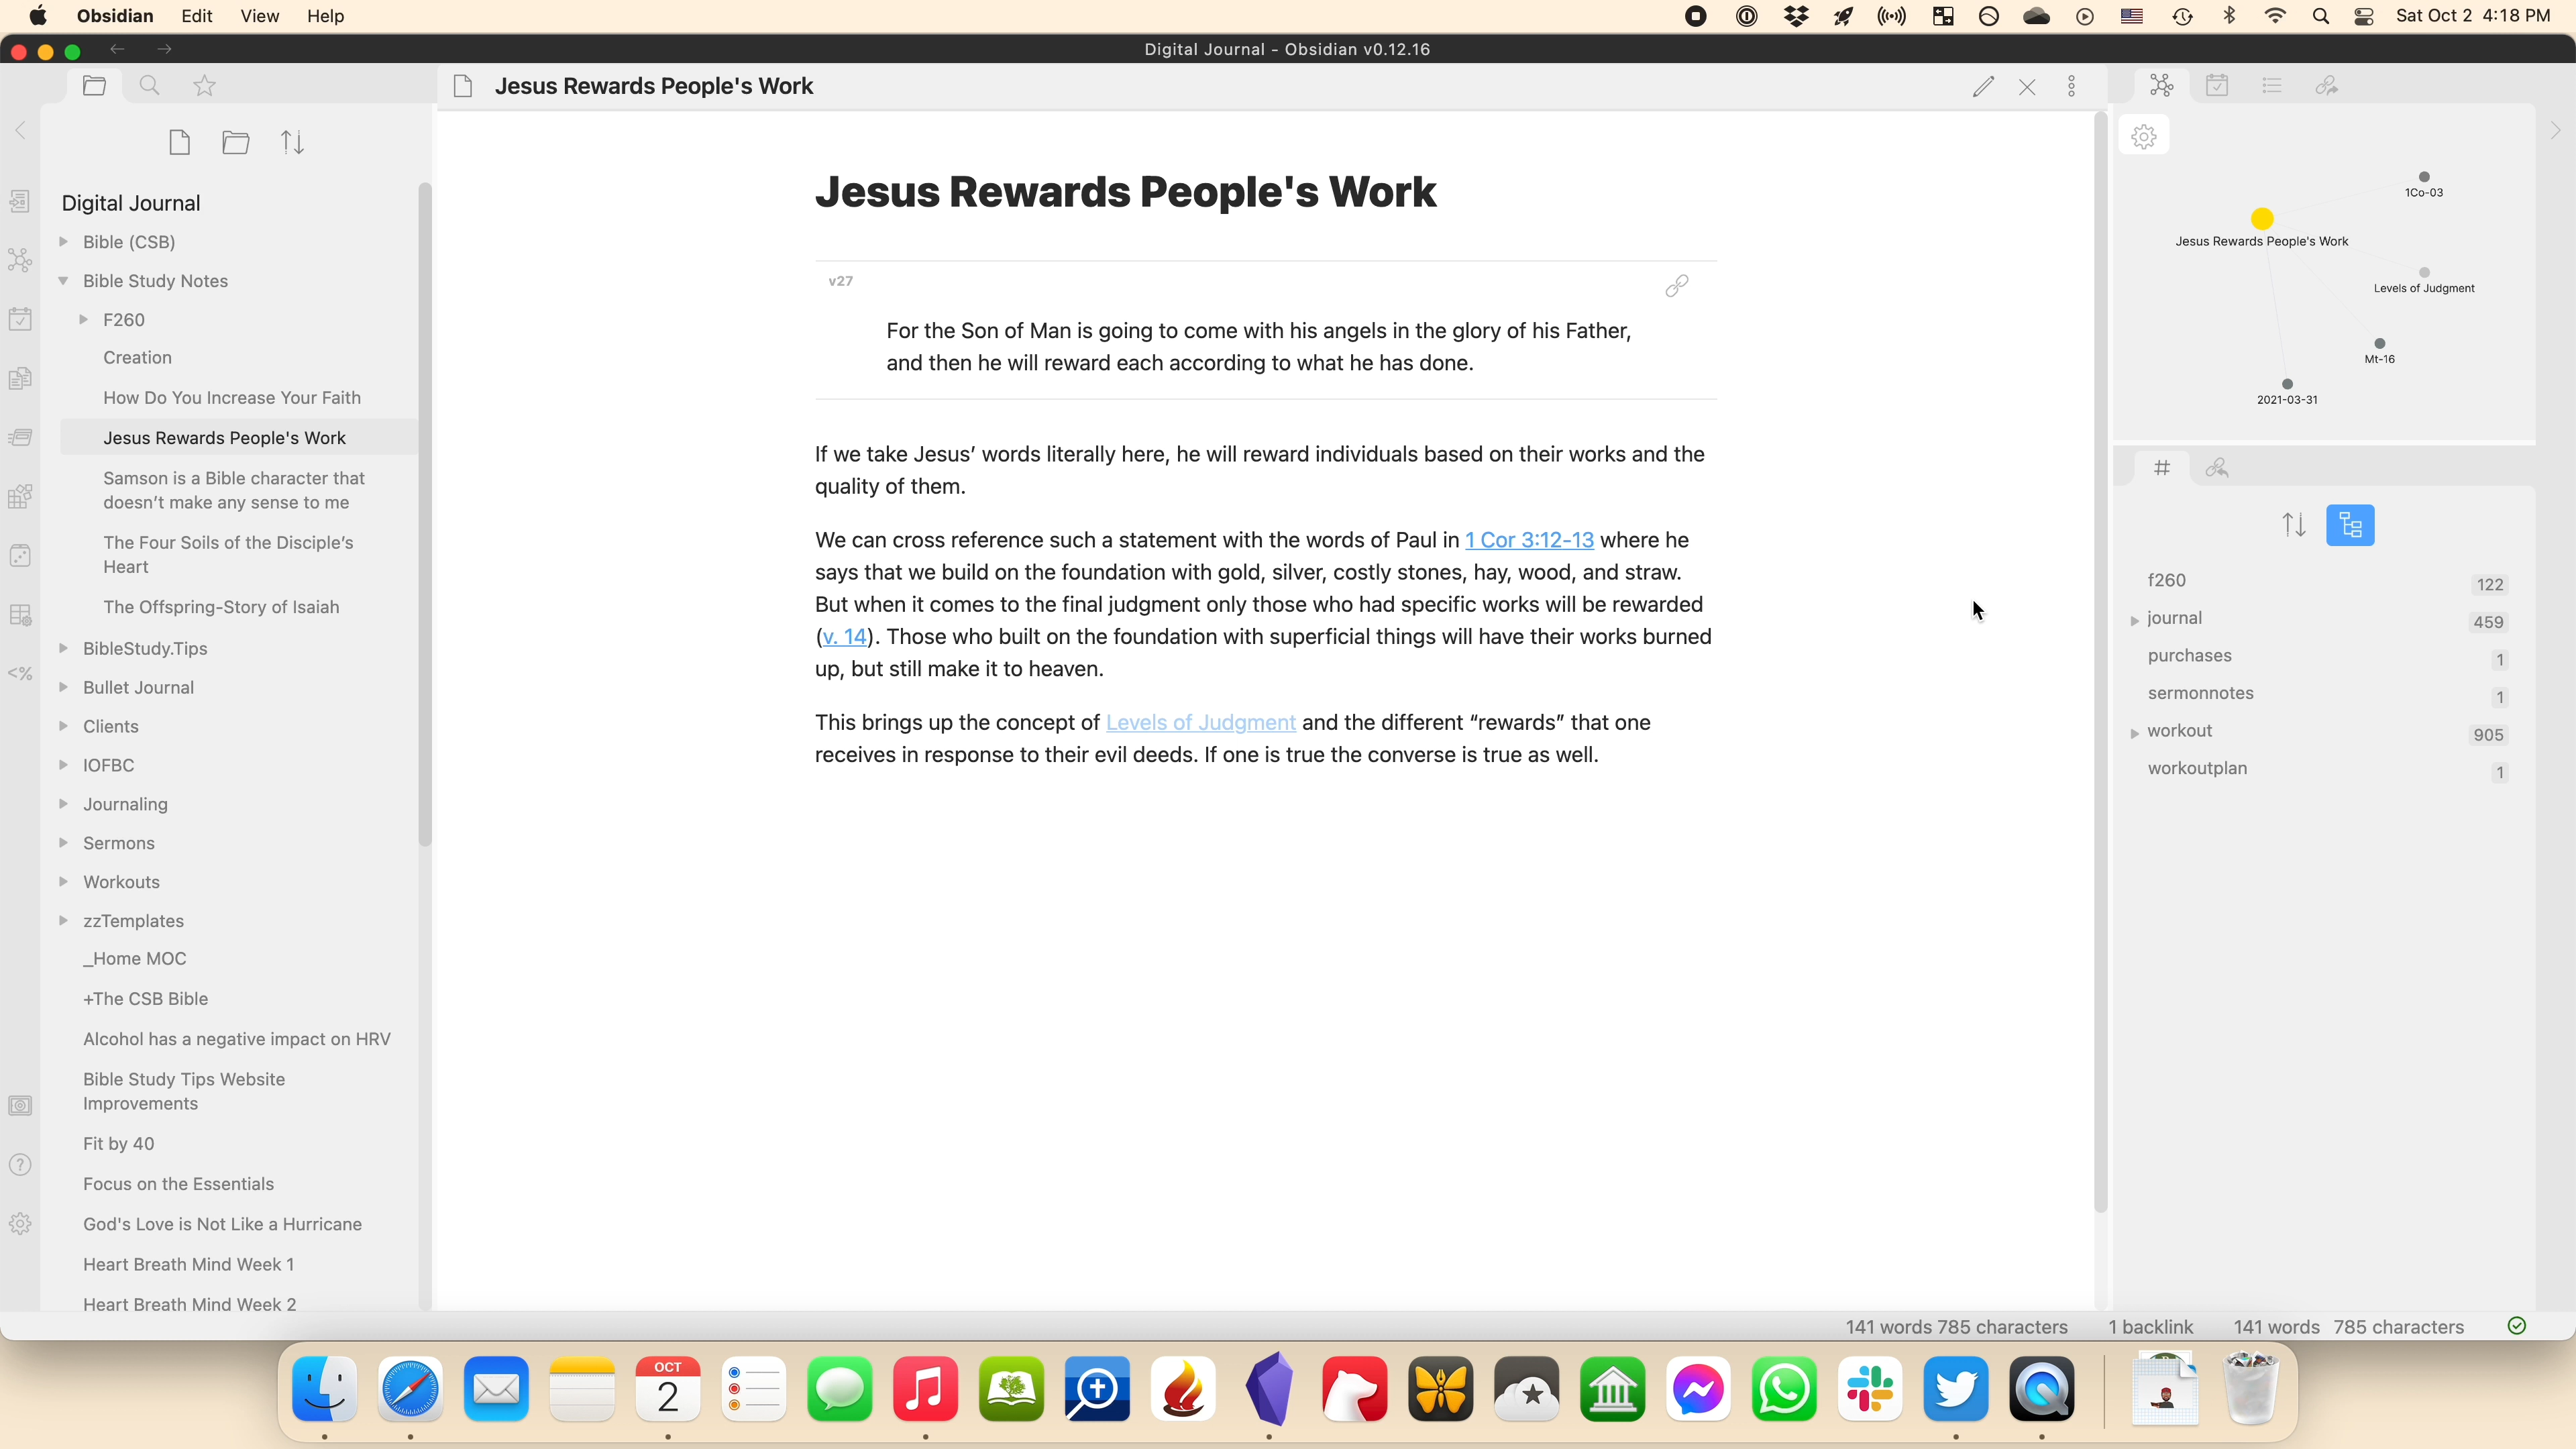 Obsidian Edit View Help
Sat Oct 2 4:18 PM
Digital Journal - Obsidian v0.12.16
Jesus Rewards People's Work
Digital Journal
Bible (CSB)
Bible Study Notes
F260
Creation
How Do You Increase Your Faith
Jesus Rewards People's Work
Samson is a Bible character that
doesn't make any sense to me
The Four Soils of the Disciple's
Heart
The Offspring-Story of Isaiah
BibleStudy.Tips
Bullet Journal
Clients
IOFBC
Journaling
Sermons
Workouts
zzTemplates
_Home MOC
+The CSB Bible
Alcohol has a negative impact on HRV
Bible Study Tips Website
Improvements
Fit by 40
Focus on the Essentials
God's Love is Not Like a Hurricane
Heart Breath Mind Week 1
Heart Breath Mind Week 2
<%
Jesus Rewards People's Work
v27
For the Son of Man is going to come with his angels in the glory of his Father,
and then he will reward each according to what he has done.
If we take Jesus’ words literally here, he will reward individuals based on their works and the
quality of them.
We can cross reference such a statement with the words of Paul in 1 Cor 3:12-13 where he
says that we build on the foundation with gold, silver, costly stones, hay, wood, and straw.
But when it comes to the final judgment only those who had specific works will be rewarded
(v. 14). Those who built on the foundation with superficial things will have their works burned
up, but still make it to heaven.
This brings up the concept of Levels of Judgment and the different “rewards” that one
receives in response to their evil deeds. If one is true the converse is true as well.
1Co-03
Jesus Rewards People's Work
Levels of Judgment
Mt-16
2021-03-31
#
f260 122
journal 459
purchases 1
sermonnotes 1
workout 905
workoutplan 1
141 words 785 characters 1 backlink 141 words 785 characters
OCT
2